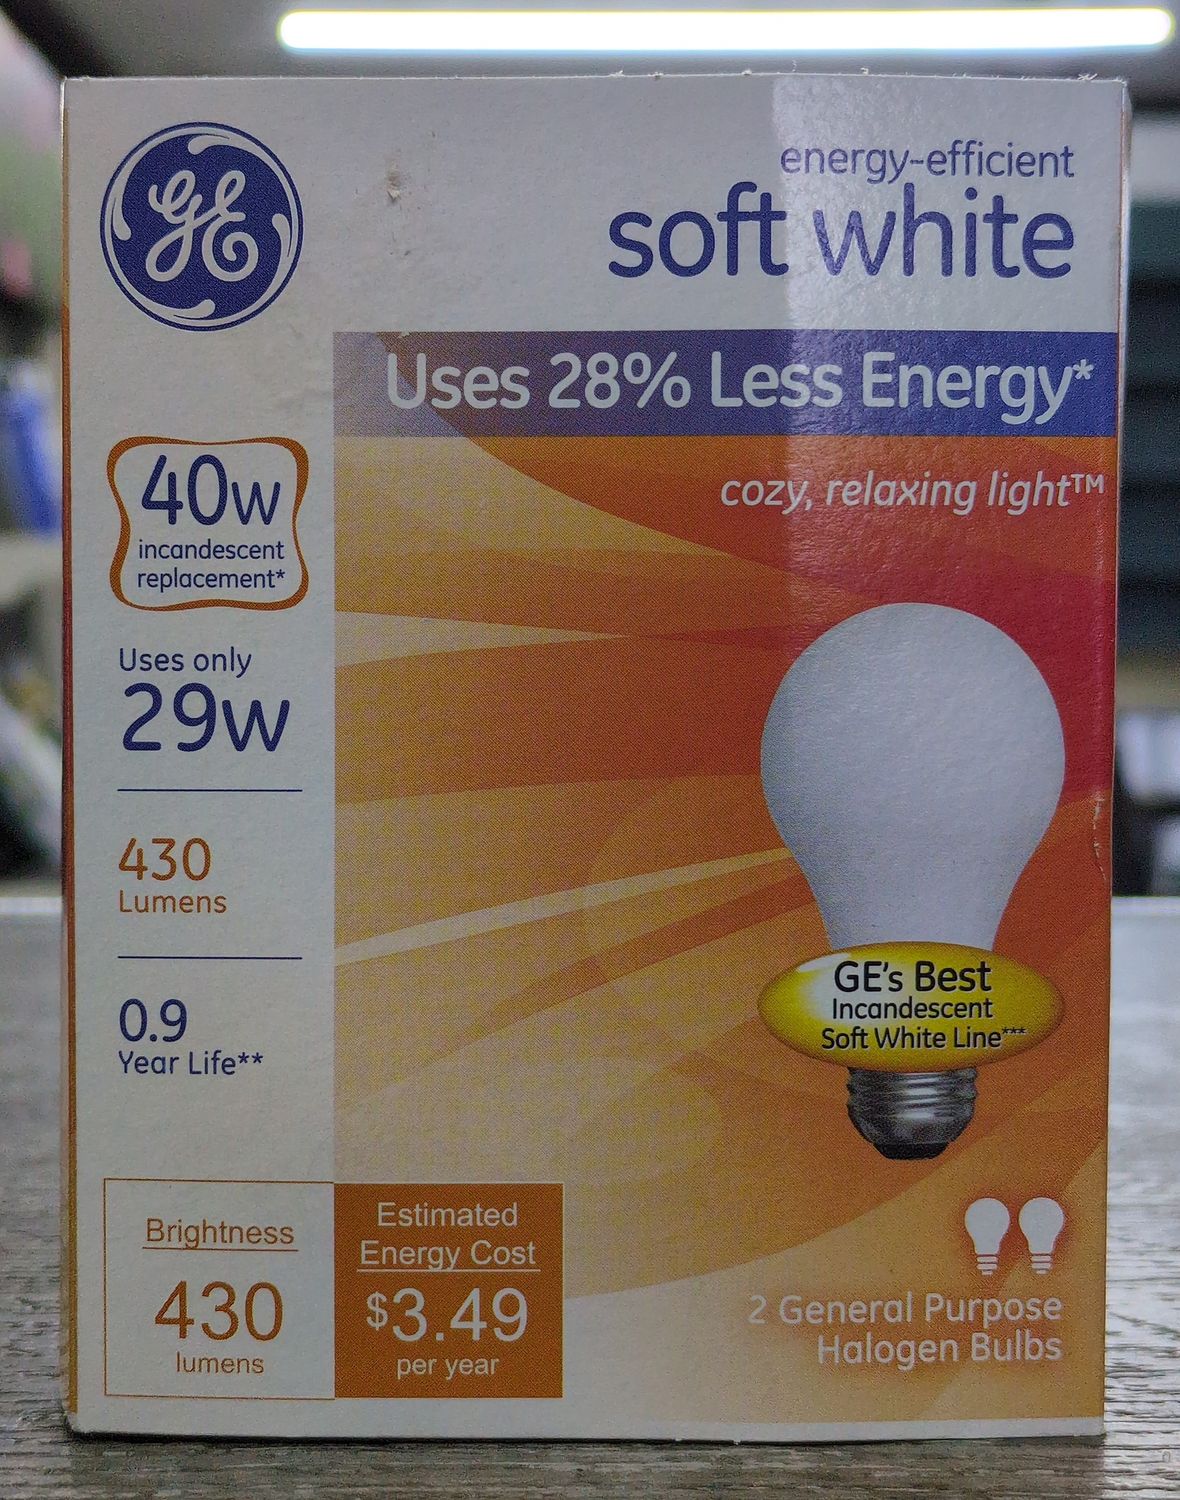 GE
energy-efficient
soft white
Uses 28% Less Energy*
cozy, relaxing light™
40w
incandescent
replacement*
Uses only
29w
430
Lumens
0.9
Year Life**
GE's Best
Incandescent
Soft White Line***
Brightness
430
lumens
Estimated
Energy Cost
$3.49
per year
2 General Purpose
Halogen Bulbs